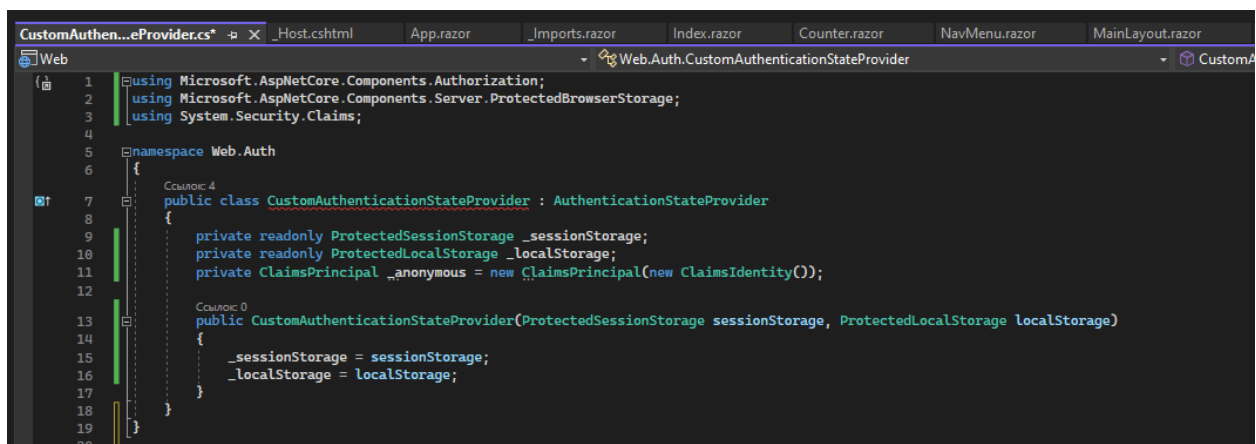 CustomAuthen...eProvider.cs* _Host.cshtml App.razor _Imports.razor Index.razor Counter.razor NavMenu.razor MainLayout.razor
Web Web.Auth.CustomAuthenticationStateProvider CustomA
1 using Microsoft.AspNetCore.Components.Authorization;
2 using Microsoft.AspNetCore.Components.Server.ProtectedBrowserStorage;
3 using System.Security.Claims;
4
5 namespace Web.Auth
6 {
Ссылок: 4
7 public class CustomAuthenticationStateProvider : AuthenticationStateProvider
8 {
9 private readonly ProtectedSessionStorage _sessionStorage;
10 private readonly ProtectedLocalStorage _localStorage;
11 private ClaimsPrincipal _anonymous = new ClaimsPrincipal(new ClaimsIdentity());
12
Ссылок: 0
13 public CustomAuthenticationStateProvider(ProtectedSessionStorage sessionStorage, ProtectedLocalStorage localStorage)
14 {
15 _sessionStorage = sessionStorage;
16 _localStorage = localStorage;
17 }
18 }
19 }